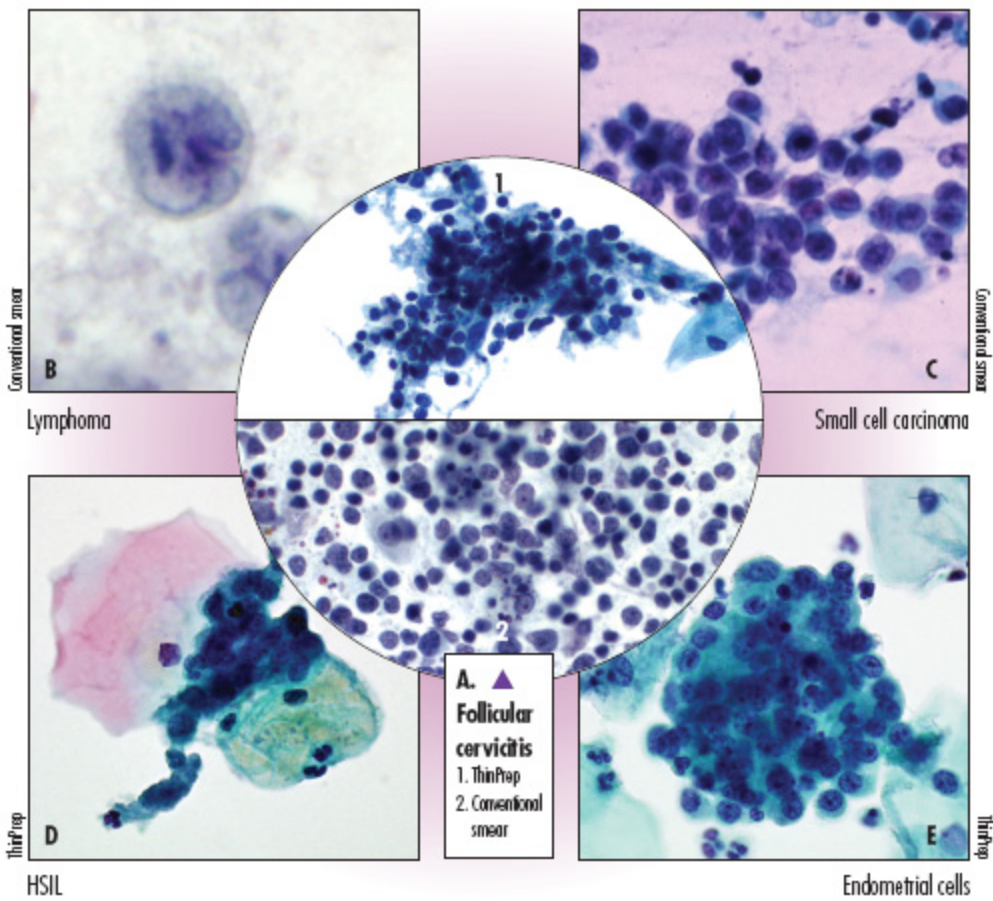 1
Conventional smear
B
Lymphoma
Conventional smear
C
Small cell carcinoma
2
A.
Follicular
cervicitis
1. ThinPrep
2. Conventional
smear
ThinPrep
D
HSIL
ThinPrep
E
Endometrial cells